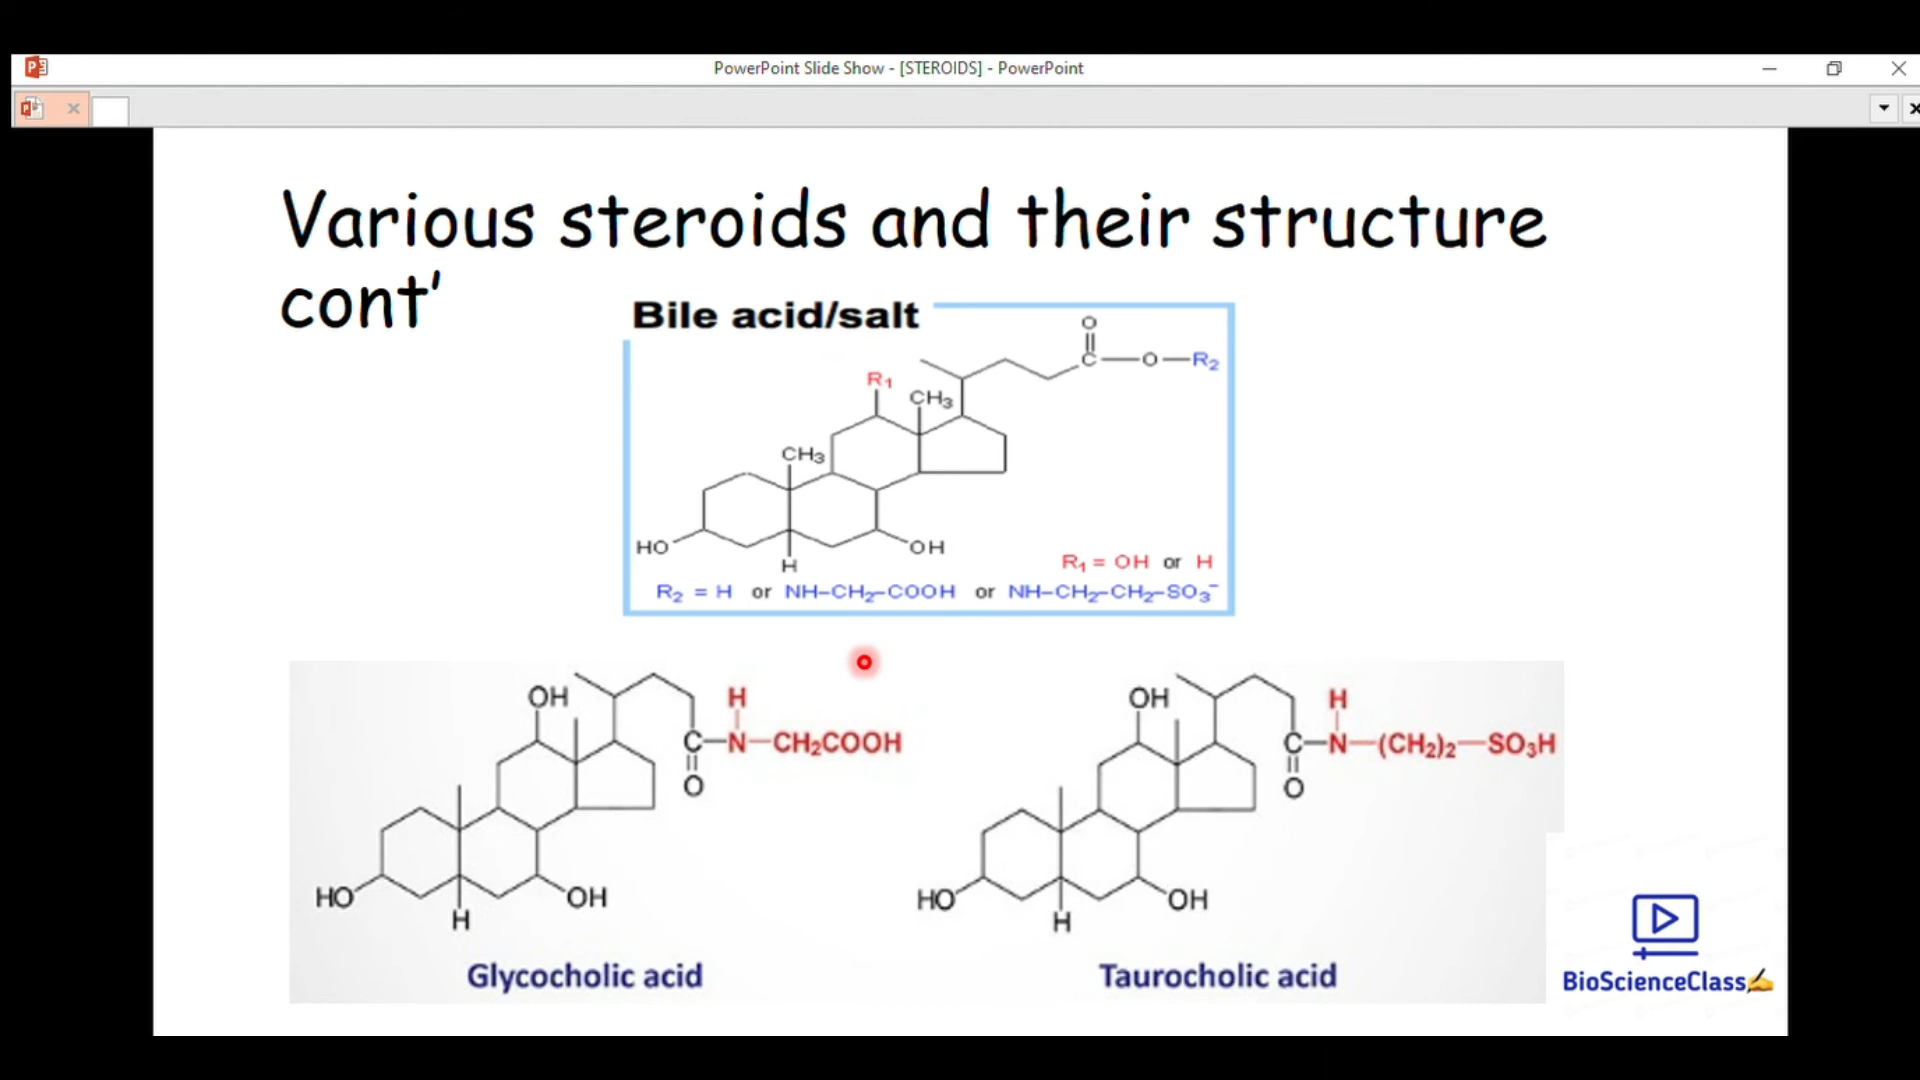 PowerPoint Slide Show - [STEROIDS] - PowerPoint
Various steroids and their structure
cont'
Bile acid/salt
O
C—O—R₂
R₁
CH₃
CH₃
HO
OH
H
R₁ = OH or H
R₂ = H or NH–CH₂–COOH or NH–CH₂–CH₂–SO₃⁻
OH
H
C—N—CH₂COOH
O
HO
OH
H
Glycocholic acid
OH
H
C—N—(CH₂)₂—SO₃H
O
HO
OH
H
Taurocholic acid
BioScienceClass